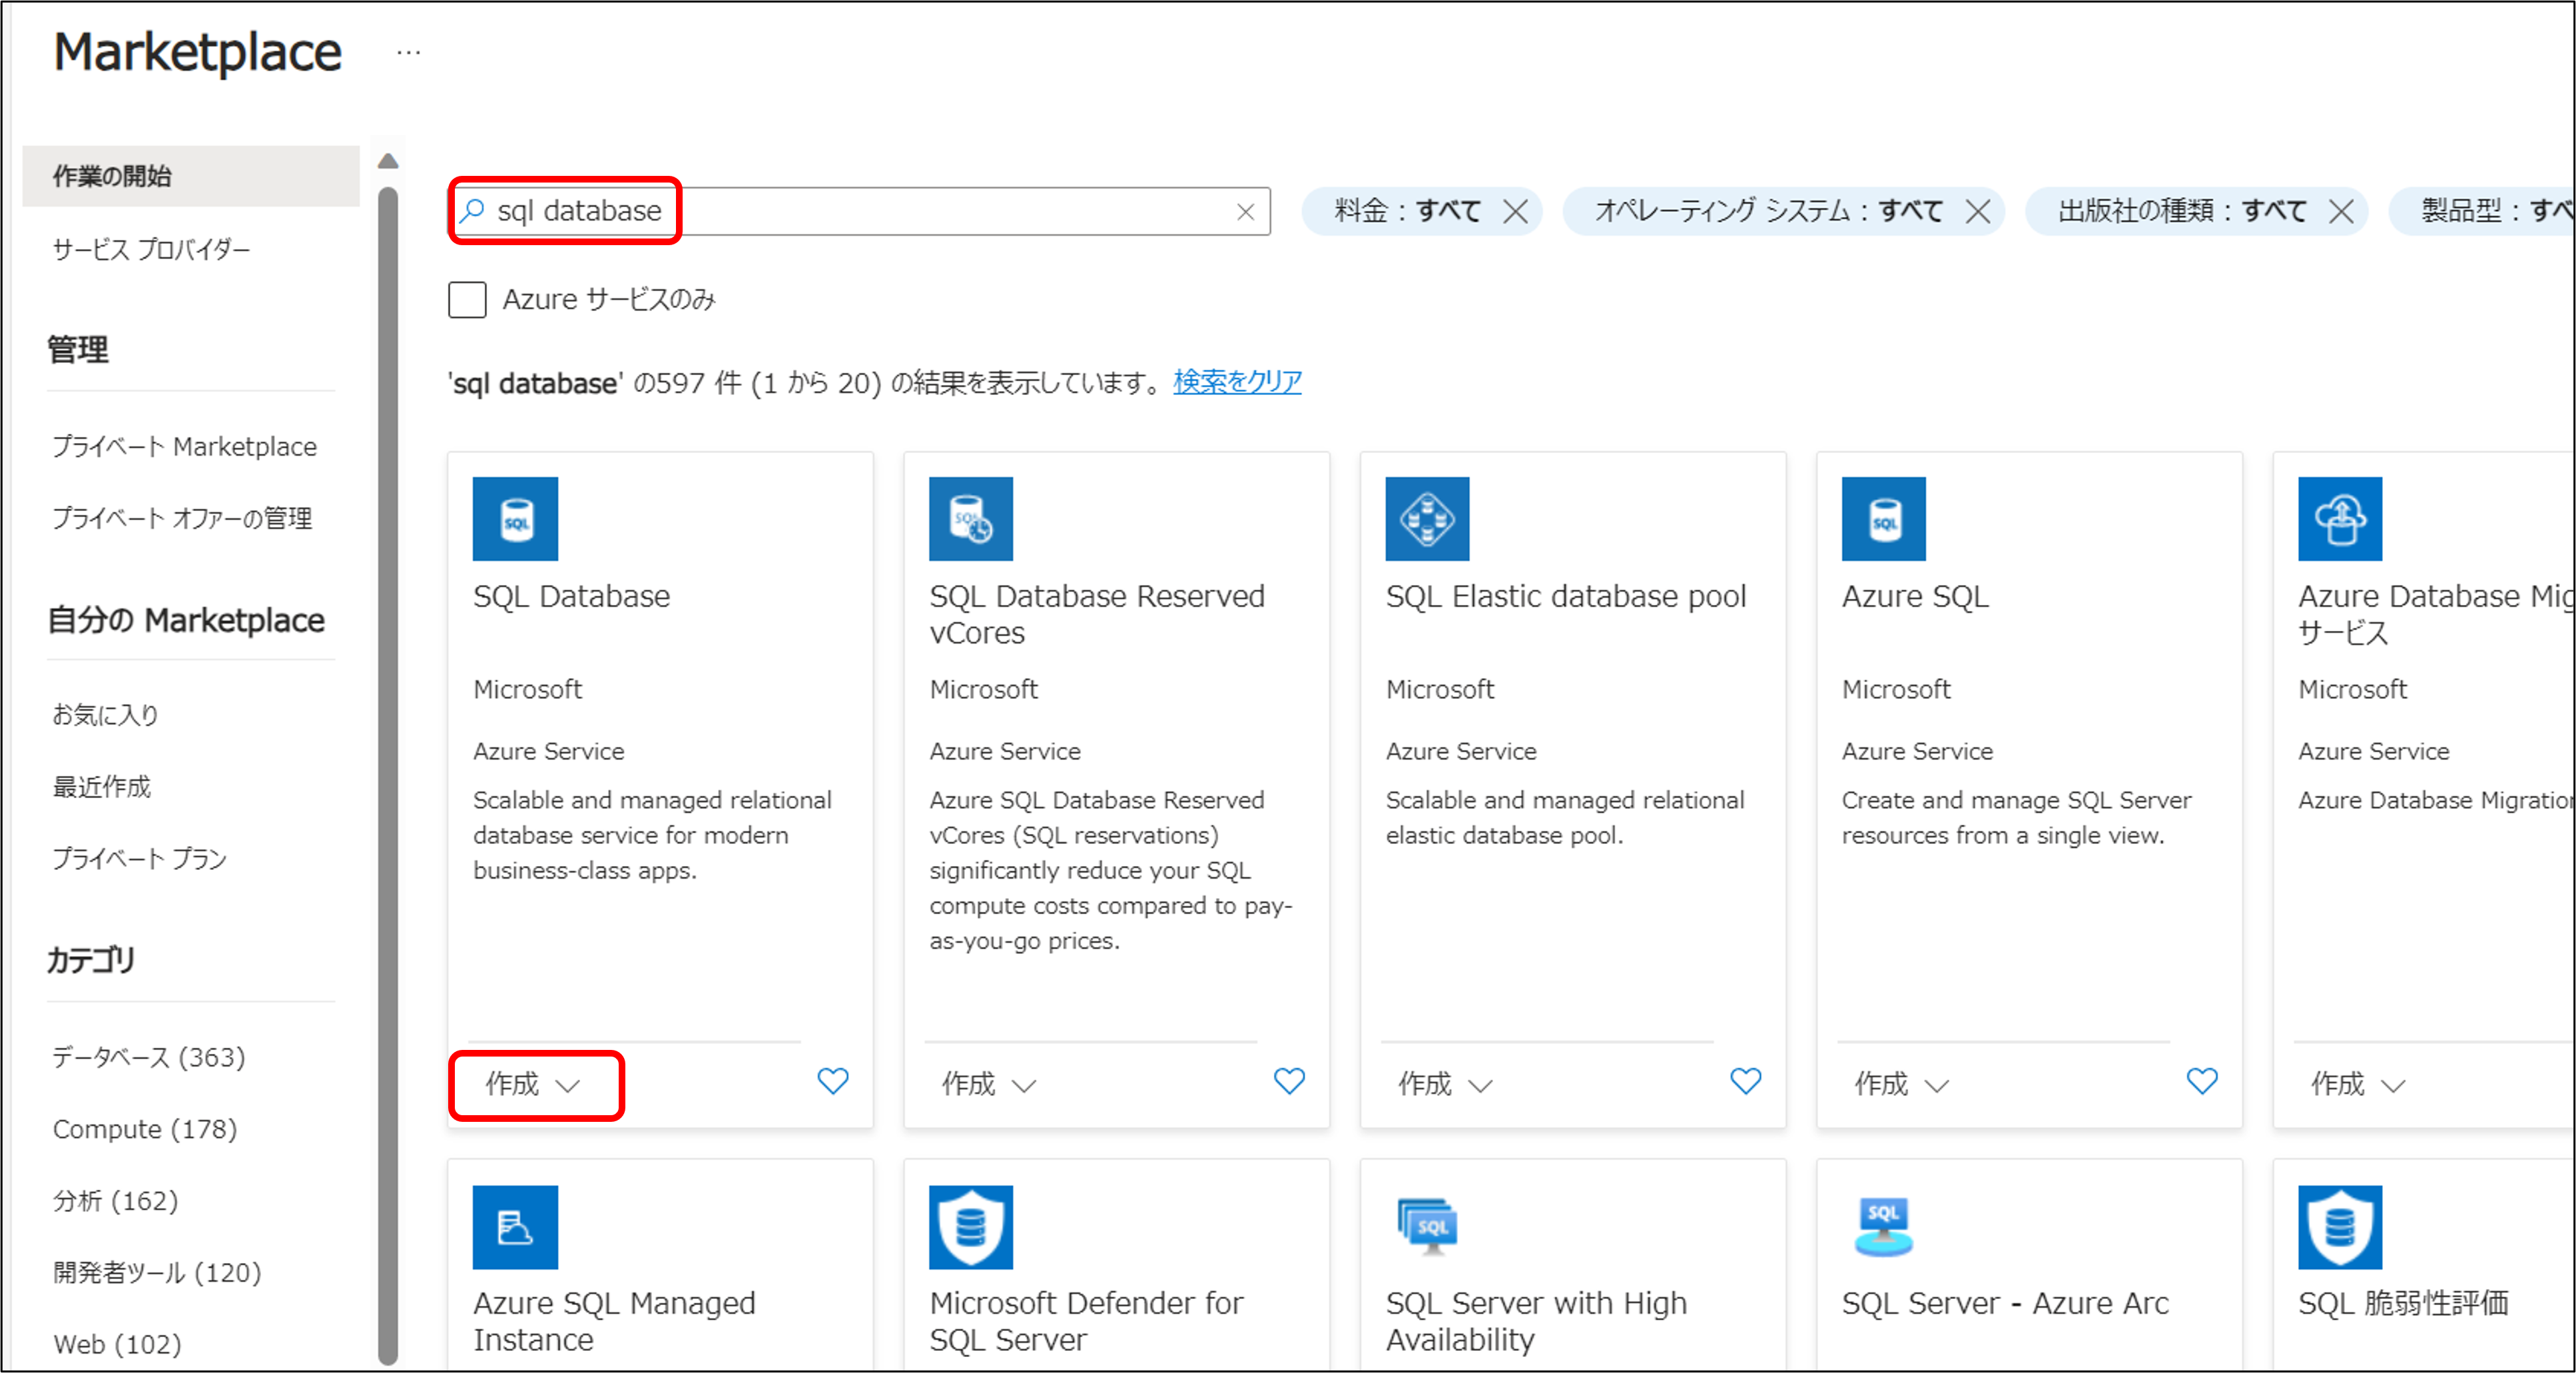 Marketplace ...
作業の開始
サービス プロバイダー
管理
プライベート Marketplace
プライベート オファーの管理
自分の Marketplace
お気に入り
最近作成
プライベート プラン
カテゴリ
データベース (363)
Compute (178)
分析 (162)
開発者ツール (120)
Web (102)
sql database
料金 : すべて
オペレーティング システム : すべて
出版社の種類 : すべて
製品型 : すべ
Azure サービスのみ
'sql database' の597 件 (1 から 20) の結果を表示しています。 検索をクリア
SQL
SQL Database
Microsoft
Azure Service
Scalable and managed relational
database service for modern
business-class apps.
作成
SQL
SQL Database Reserved
vCores
Microsoft
Azure Service
Azure SQL Database Reserved
vCores (SQL reservations)
significantly reduce your SQL
compute costs compared to pay-
as-you-go prices.
作成
SQL Elastic database pool
Microsoft
Azure Service
Scalable and managed relational
elastic database pool.
作成
SQL
Azure SQL
Microsoft
Azure Service
Create and manage SQL Server
resources from a single view.
作成
Azure Database Mig
サービス
Microsoft
Azure Service
Azure Database Migration
作成
Azure SQL Managed
Instance
Microsoft Defender for
SQL Server
SQL
SQL Server with High
Availability
SQL
SQL Server - Azure Arc
SQL 脆弱性評価